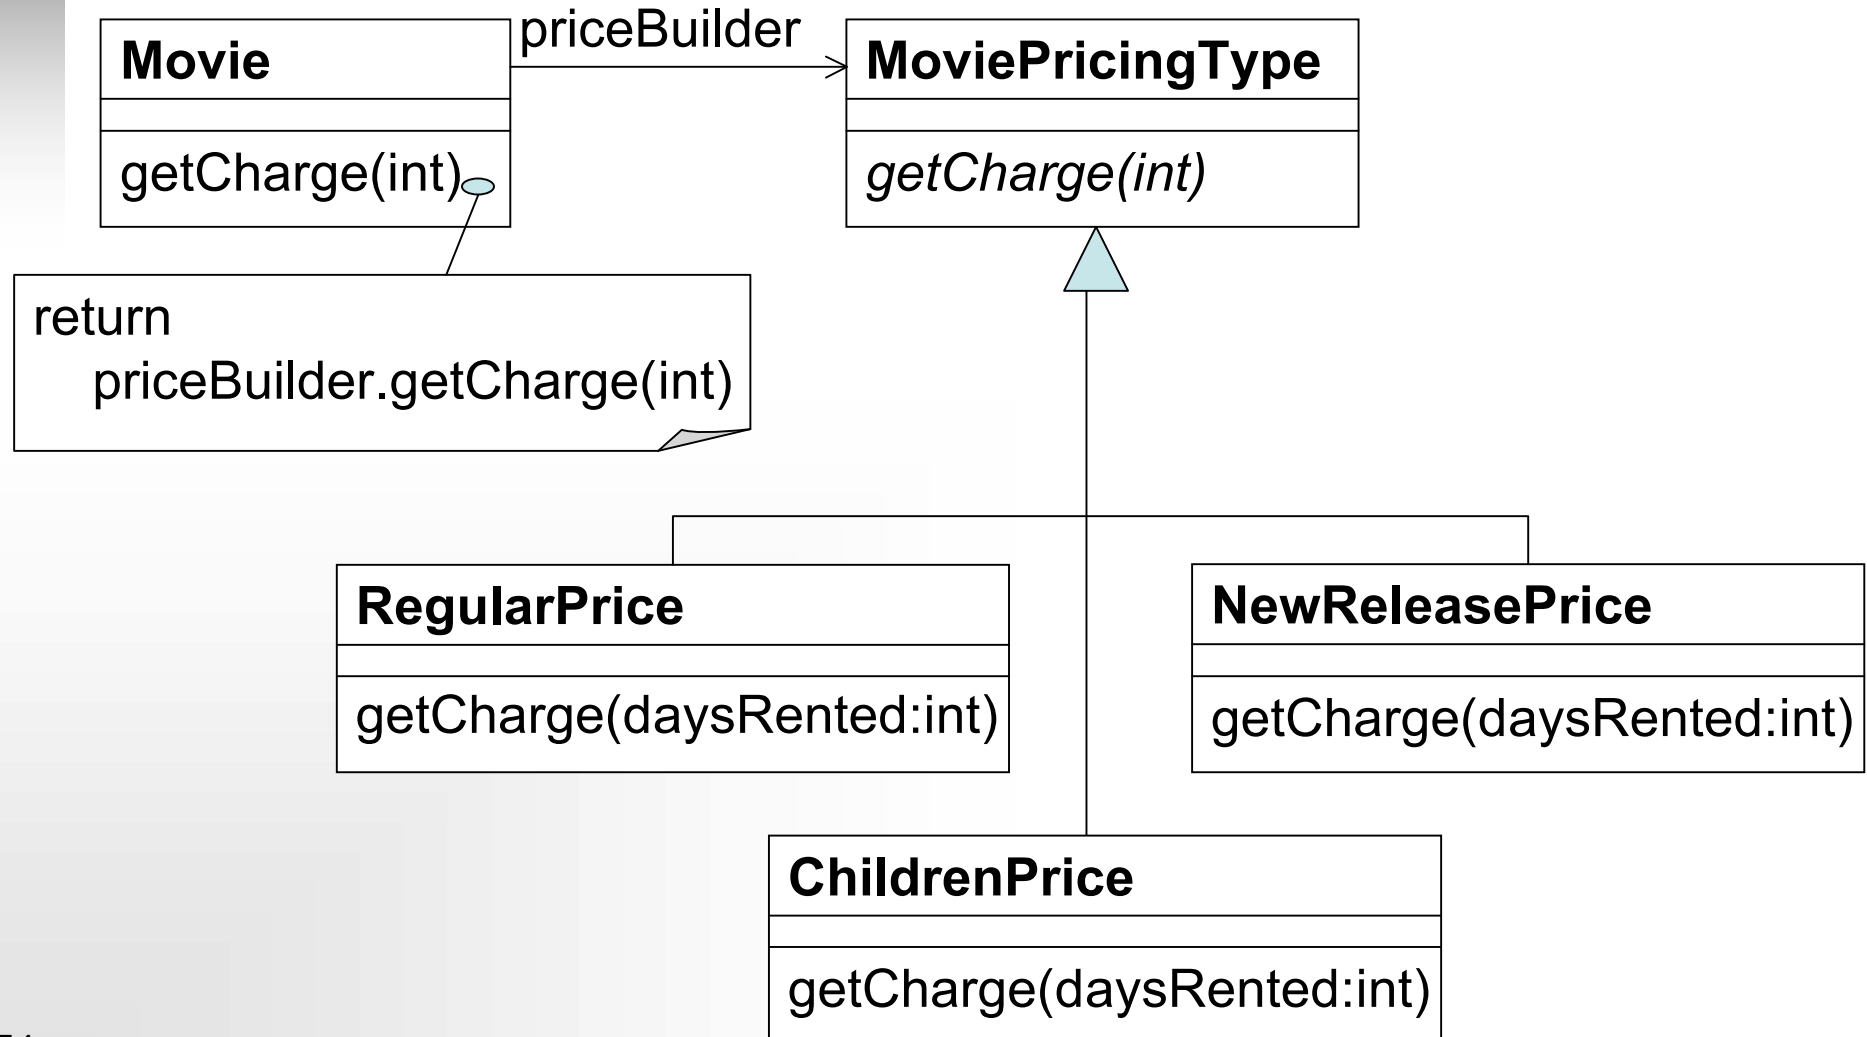 priceBuilder
Movie
MoviePricingType
getCharge(int)
getCharge(int)
return
priceBuilder.getCharge(int)
RegularPrice
NewReleasePrice
getCharge(daysRented:int)
getCharge(daysRented:int)
ChildrenPrice
getCharge(daysRented:int)